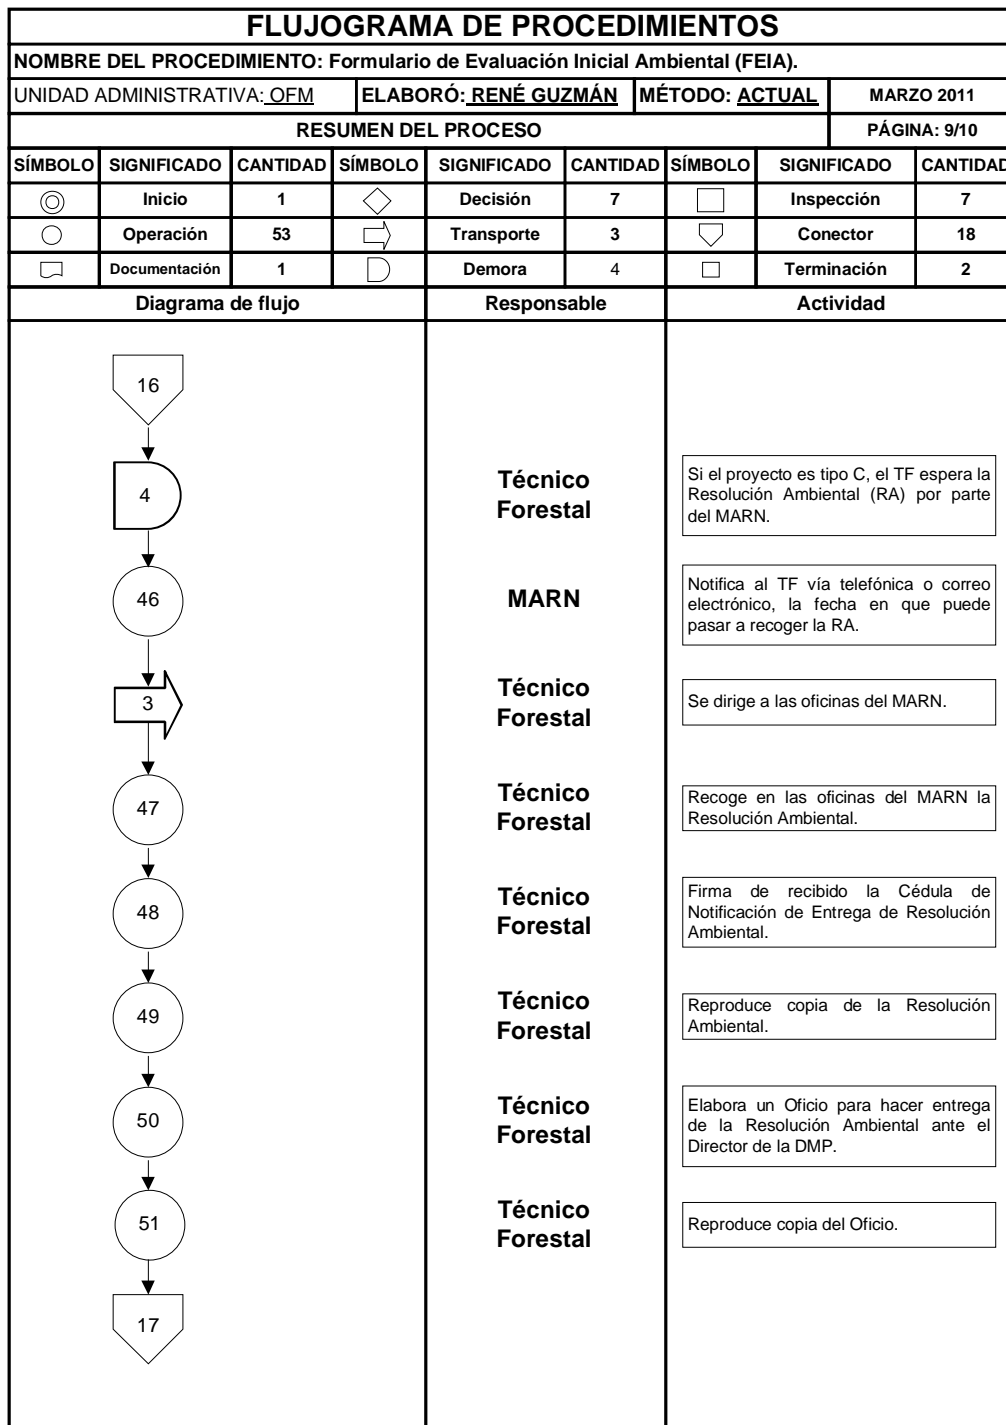 FLUJOGRAMA DE PROCEDIMIENTOS
NOMBRE DEL PROCEDIMIENTO: Formulario de Evaluación Inicial Ambiental (FEIA).
UNIDAD ADMINISTRATIVA: OFM ELABORÓ: RENÉ GUZMÁN MÉTODO: ACTUAL MARZO 2011
RESUMEN DEL PROCESO PÁGINA: 9/10
SÍMBOLO SIGNIFICADO CANTIDAD SÍMBOLO SIGNIFICADO CANTIDAD SÍMBOLO SIGNIFICADO CANTIDAD
Inicio 1 Decisión 7 Inspección 7
Operación 53 Transporte 3 Conector 18
Documentación 1 Demora 4 Terminación 2
Diagrama de flujo Responsable Actividad
16
4
Técnico
Forestal
Si el proyecto es tipo C, el TF espera la
Resolución Ambiental (RA) por parte
del MARN.
46
MARN
Notifica al TF vía telefónica o correo
electrónico, la fecha en que puede
pasar a recoger la RA.
3
Técnico
Forestal
Se dirige a las oficinas del MARN.
47
Técnico
Forestal
Recoge en las oficinas del MARN la
Resolución Ambiental.
48
Técnico
Forestal
Firma de recibido la Cédula de
Notificación de Entrega de Resolución
Ambiental.
49
Técnico
Forestal
Reproduce copia de la Resolución
Ambiental.
50
Técnico
Forestal
Elabora un Oficio para hacer entrega
de la Resolución Ambiental ante el
Director de la DMP.
51
Técnico
Forestal
Reproduce copia del Oficio.
17